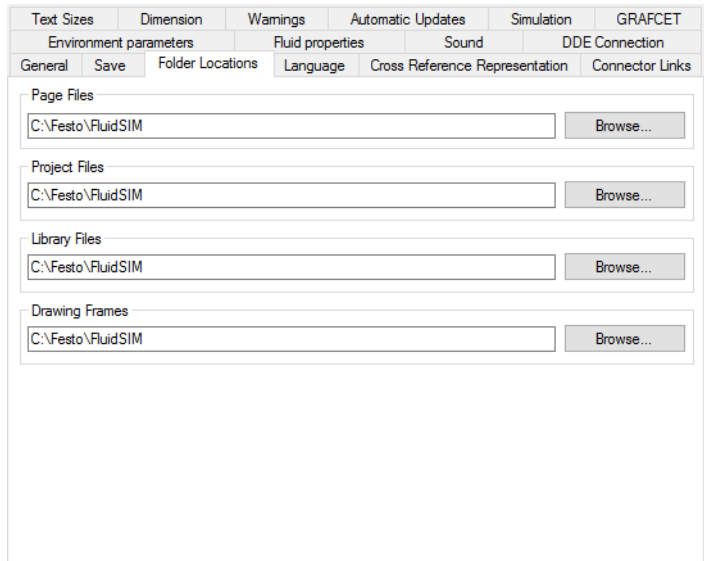 Text Sizes Dimension Warnings Automatic Updates Simulation GRAFCET
Environment parameters Fluid properties Sound DDE Connection
General Save Folder Locations Language Cross Reference Representation Connector Links
Page Files
C:\Festo\FluidSIM Browse...
Project Files
C:\Festo\FluidSIM Browse...
Library Files
C:\Festo\FluidSIM Browse...
Drawing Frames
C:\Festo\FluidSIM Browse...